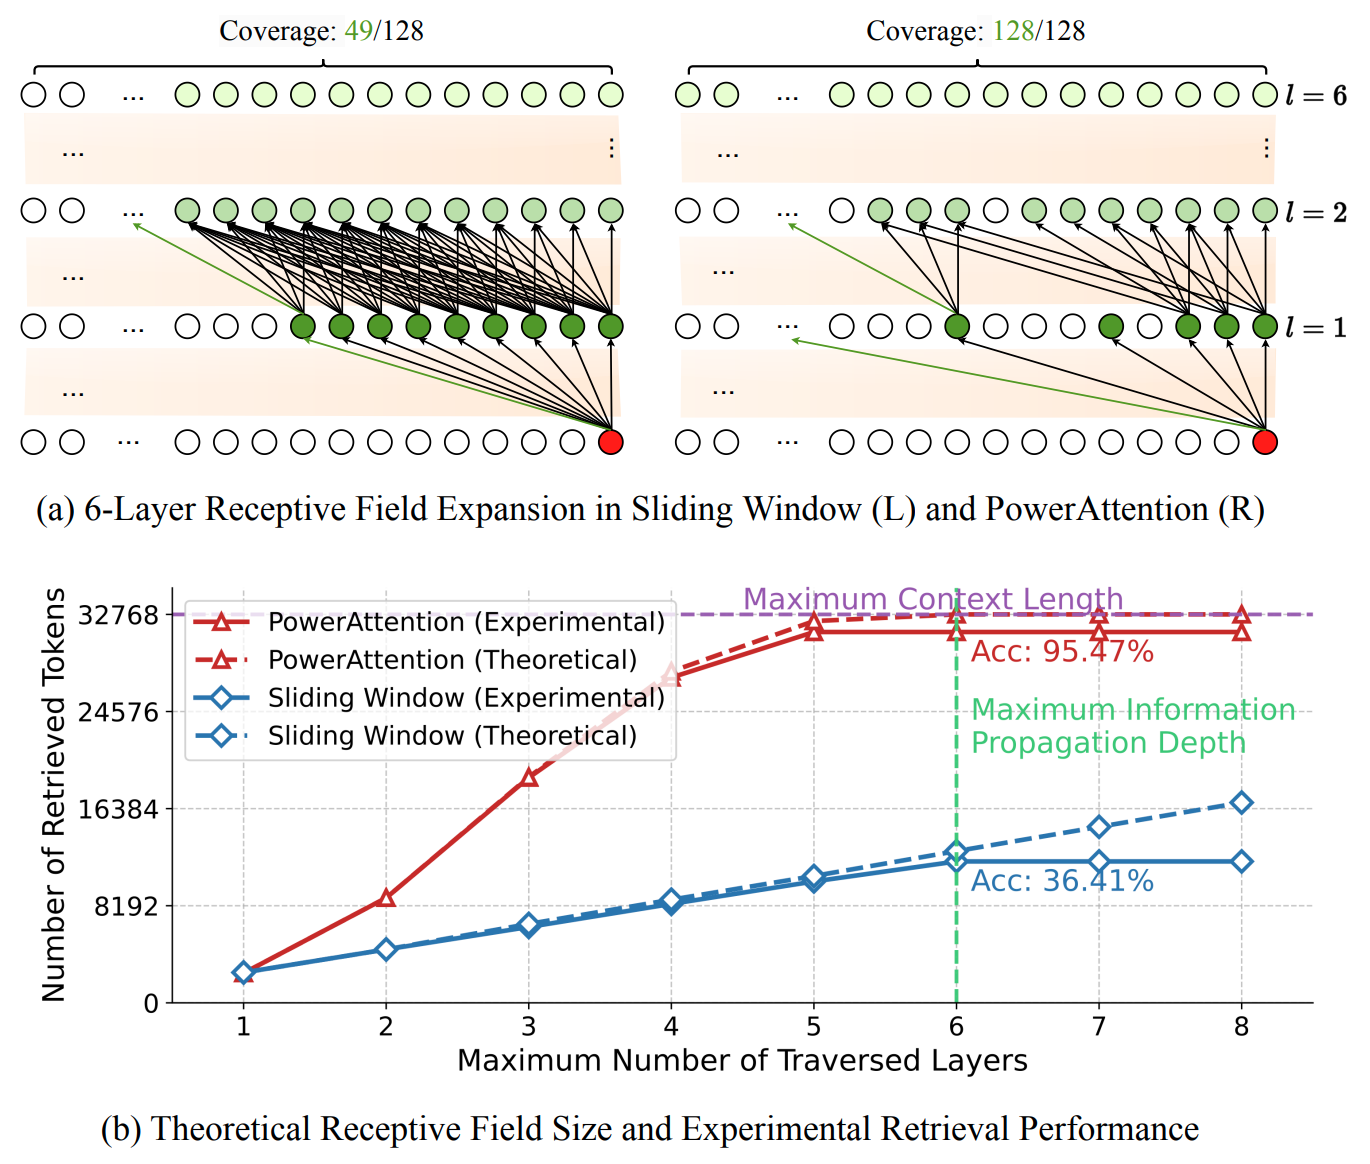 Coverage: 49/128
Coverage: 128/128
...
...
l = 6
...
⋮
...
⋮
...
...
l = 2
...
...
...
...
l = 1
...
...
...
...
(a) 6-Layer Receptive Field Expansion in Sliding Window (L) and PowerAttention (R)
Number of Retrieved Tokens
32768
24576
16384
8192
0
Maximum Context Length
PowerAttention (Experimental)
PowerAttention (Theoretical)
Sliding Window (Experimental)
Sliding Window (Theoretical)
Acc: 95.47%
Maximum Information
Propagation Depth
Acc: 36.41%
1 2 3 4 5 6 7 8
Maximum Number of Traversed Layers
(b) Theoretical Receptive Field Size and Experimental Retrieval Performance